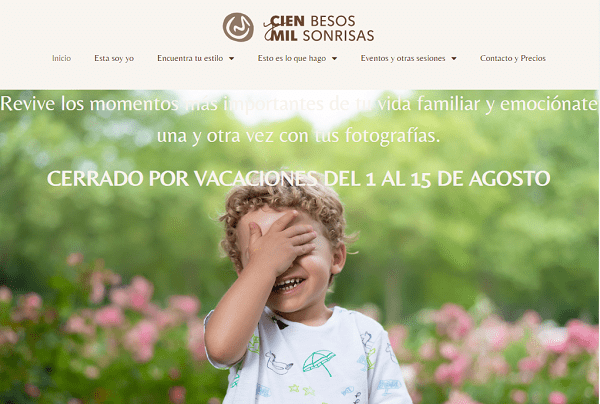 CIEN BESOS
& MIL SONRISAS
Inicio Esta soy yo Encuentra tu estilo Esto es lo que hago Eventos y otras sesiones Contacto y Precios
Revive los momentos más importantes de tu vida familiar y emociónate
una y otra vez con tus fotografías.
CERRADO POR VACACIONES DEL 1 AL 15 DE AGOSTO